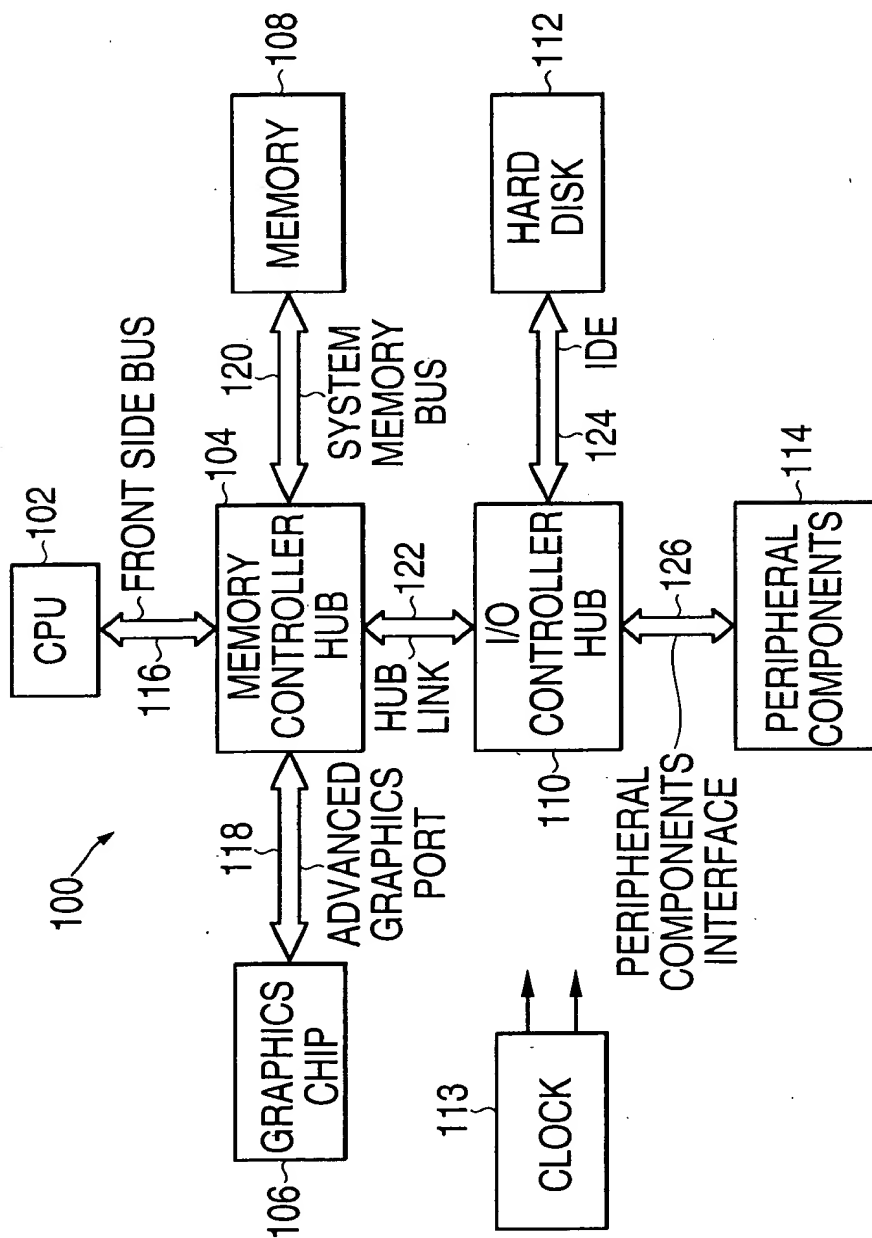 100
102
CPU
116
FRONT SIDE BUS
104
MEMORY
CONTROLLER
HUB
106
GRAPHICS
CHIP
118
ADVANCED
GRAPHICS
PORT
120
SYSTEM
MEMORY
BUS
108
MEMORY
HUB
LINK
122
110
I/O
CONTROLLER
HUB
124
IDE
112
HARD
DISK
113
CLOCK
PERIPHERAL
COMPONENTS
INTERFACE
126
114
PERIPHERAL
COMPONENTS